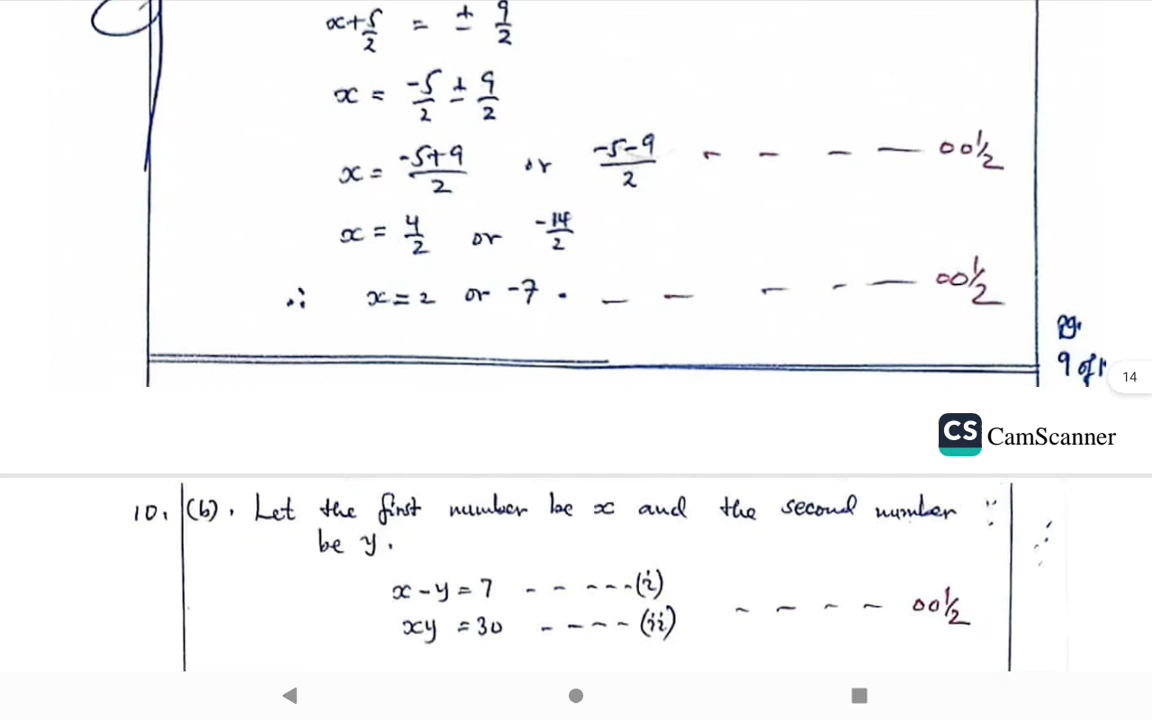 x+5/2 = ± 9/2
x = -5/2 ± 9/2
x = -5+9/2 or -5-9/2 - - - — 00½
x = 4/2 or -14/2
∴ x = 2 or -7. - - - - — 00½
Pg.
9 of
14
CS CamScanner
10. (b). Let the first number be x and the second number
be y.
x - y = 7 - - - - - (i)
- - - - 00½
xy = 30 - - - - (ii)